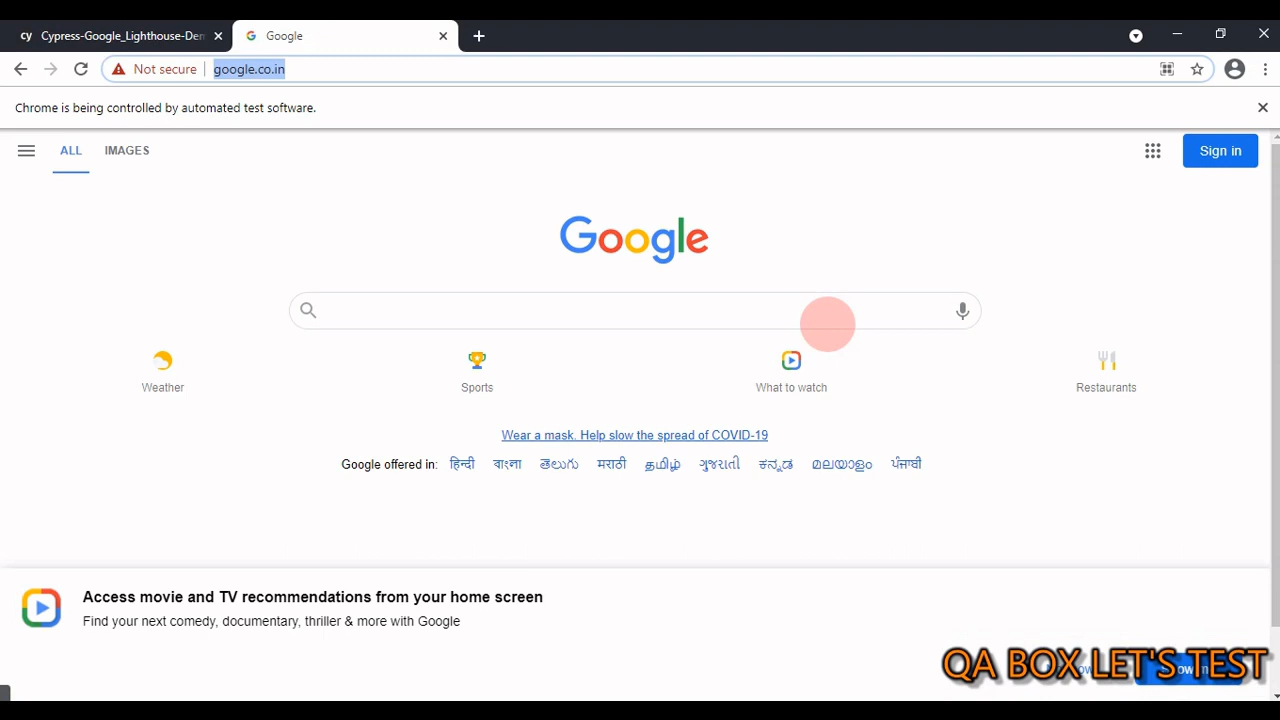 cy Cypress-Google_Lighthouse-Den
Google
Not secure google.co.in
Chrome is being controlled by automated test software.
ALL IMAGES
Sign in
Google
Weather Sports What to watch Restaurants
Wear a mask. Help slow the spread of COVID-19
Google offered in: हिन्दी বাংলা తెలుగు मराठी தமிழ் ગુજરાતી ಕನ್ನಡ മലയാളം ਪੰਜਾਬੀ
Access movie and TV recommendations from your home screen
Find your next comedy, documentary, thriller & more with Google
QA BOX LET'S TEST